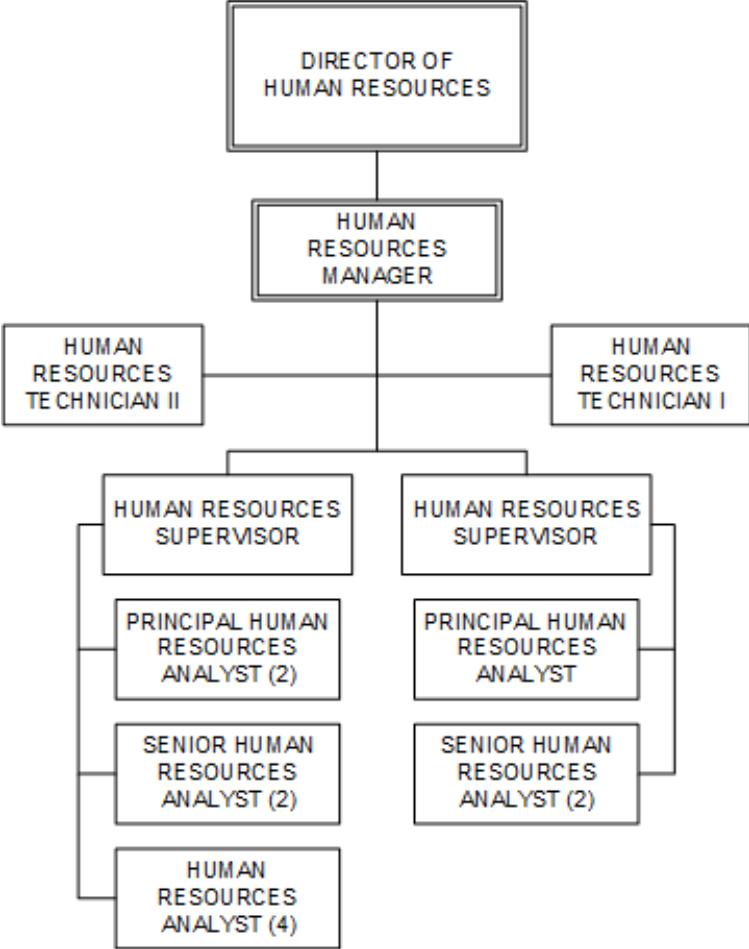 DIRECTOR OF
HUMAN RESOURCES
HUMAN
RESOURCES
MANAGER
HUMAN
RESOURCES
TECHNICIAN II
HUMAN
RESOURCES
TECHNICIAN I
HUMAN RESOURCES
SUPERVISOR
HUMAN RESOURCES
SUPERVISOR
PRINCIPAL HUMAN
RESOURCES
ANALYST (2)
PRINCIPAL HUMAN
RESOURCES
ANALYST
SENIOR HUMAN
RESOURCES
ANALYST (2)
SENIOR HUMAN
RESOURCES
ANALYST (2)
HUMAN
RESOURCES
ANALYST (4)